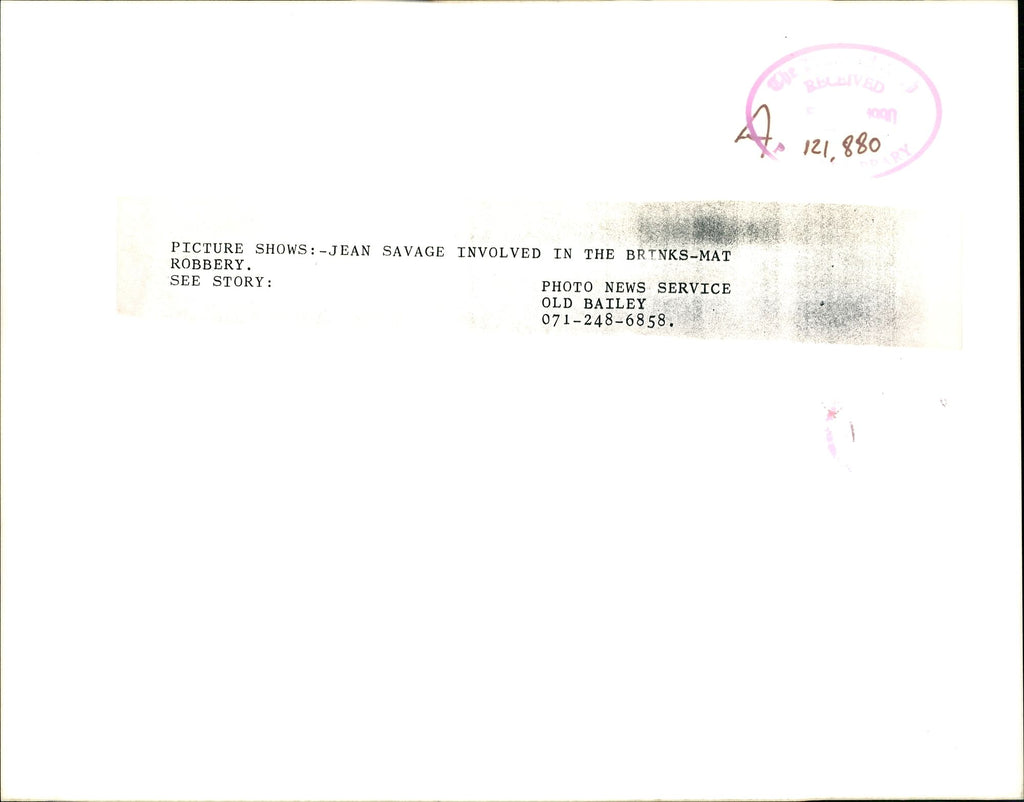 The
RECEIVED
A. 121,880
PICTURE SHOWS:-JEAN SAVAGE INVOLVED IN THE BRINKS-MAT
ROBBERY.
SEE STORY:
PHOTO NEWS SERVICE
OLD BAILEY
071-248-6858.